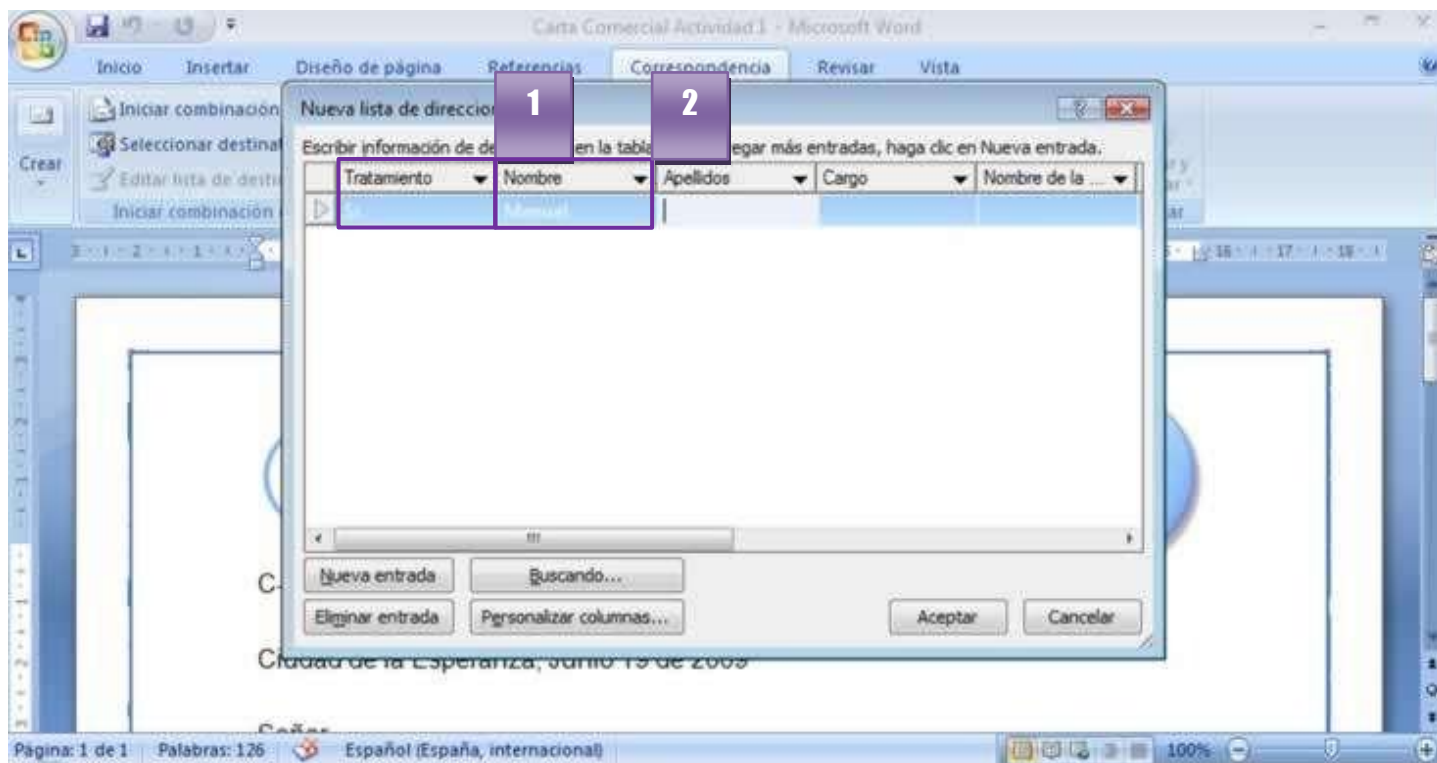 Carta Comercial Actividad 1 - Microsoft Word
Inicio Insertar Diseño de página Referencias Correspondencia Revisar Vista
Crear
Iniciar combinación
Seleccionar destinat
Editar lista de desti
Iniciar combinación
Nueva lista de direccio
1 2
Escribir información de de en la tabla egar más entradas, haga clic en Nueva entrada.
Tratamiento Nombre Apellidos Cargo Nombre de la ...
Sr. Manual
Nueva entrada Buscando...
Eliminar entrada Personalizar columnas... Aceptar Cancelar
Ciudad de la Esperanza, Junio 19 de 2009
Señor
Página: 1 de 1 Palabras: 126 Español (España, internacional) 100%